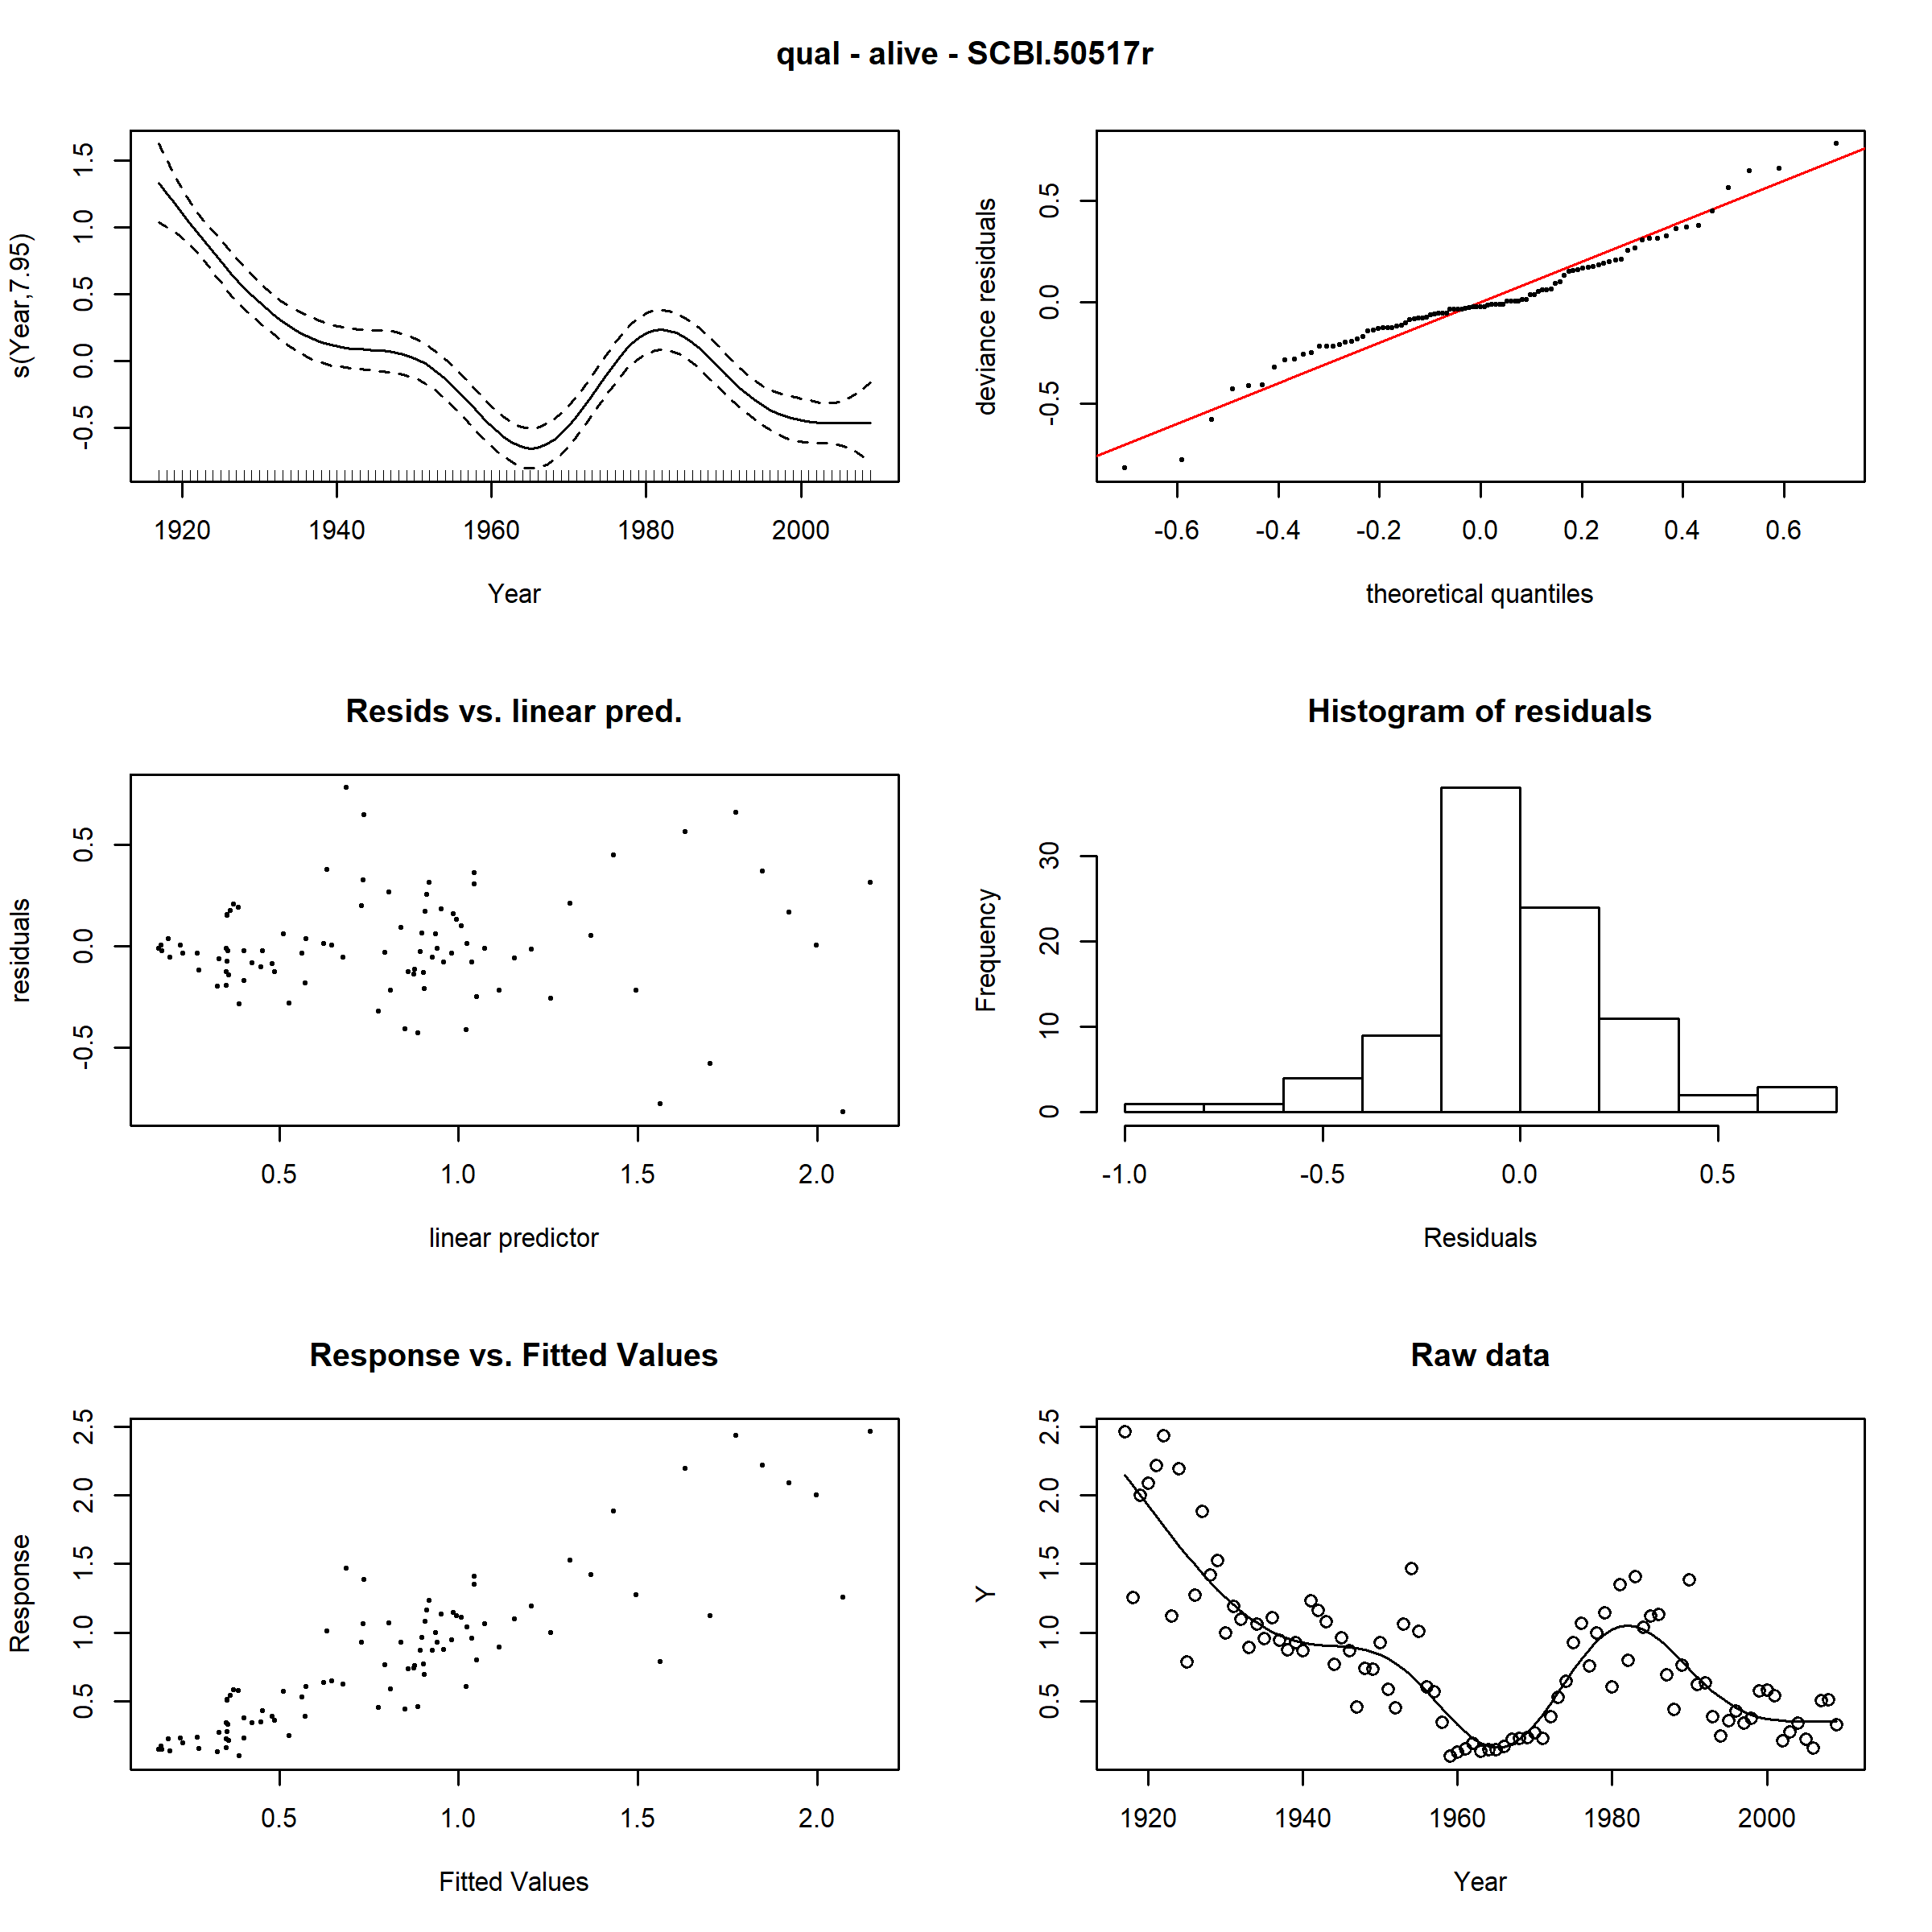 qual - alive - SCBI.50517r
s(Year,7.95)
1.5
1.0
0.5
0.0
-0.5
1920 1940 1960 1980 2000
Year
deviance residuals
0.5
0.0
-0.5
-0.6 -0.4 -0.2 0.0 0.2 0.4 0.6
theoretical quantiles
Resids vs. linear pred.
residuals
0.5
0.0
-0.5
0.5 1.0 1.5 2.0
linear predictor
Histogram of residuals
Frequency
30
20
10
0
-1.0 -0.5 0.0 0.5
Residuals
Response vs. Fitted Values
Response
2.5
2.0
1.5
1.0
0.5
0.5 1.0 1.5 2.0
Fitted Values
Raw data
Y
2.5
2.0
1.5
1.0
0.5
1920 1940 1960 1980 2000
Year